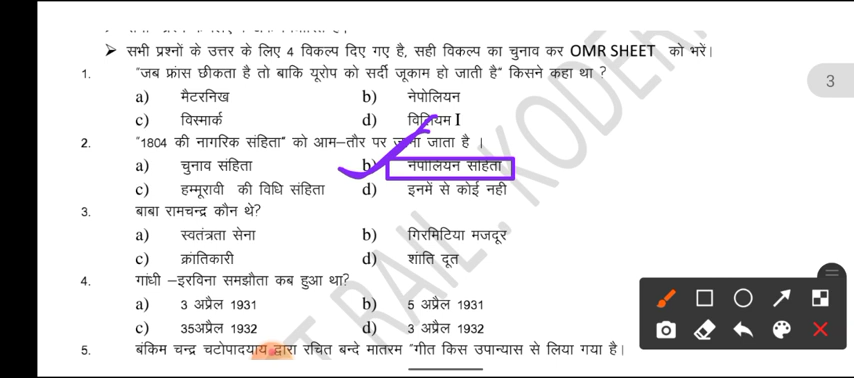 सभी प्रश्नों के उत्तर के लिए 4 विकल्प दिए गए है, सही विकल्प का चुनाव कर OMR SHEET को भरें।
3
1. "जब फ्रांस छीकता है तो बाकि यूरोप को सर्दी जूकाम हो जाती है" किसने कहा था ?
a) मैटरनिख b) नेपोलियन
c) विस्मार्क d) विलियम I
2. "1804 की नागरिक संहिता" को आम–तौर पर जाना जाता है ।
a) चुनाव संहिता b) नेपोलियन संहिता
c) हम्मूरावी की विधि संहिता d) इनमें से कोई नही
3. बाबा रामचन्द्र कौन थे?
a) स्वतंत्रता सेना b) गिरमिटिया मजदूर
c) क्रांतिकारी d) शांति दूत
4. गांधी –इरविना समझौता कब हुआ था?
a) 3 अप्रैल 1931 b) 5 अप्रैल 1931
c) 35अप्रैल 1932 d) 3 अप्रैल 1932
5. बंकिम चन्द्र चटोपादयाय द्वारा रचित बन्दे मातरम "गीत किस उपान्यास से लिया गया है।
RAIL. KODER